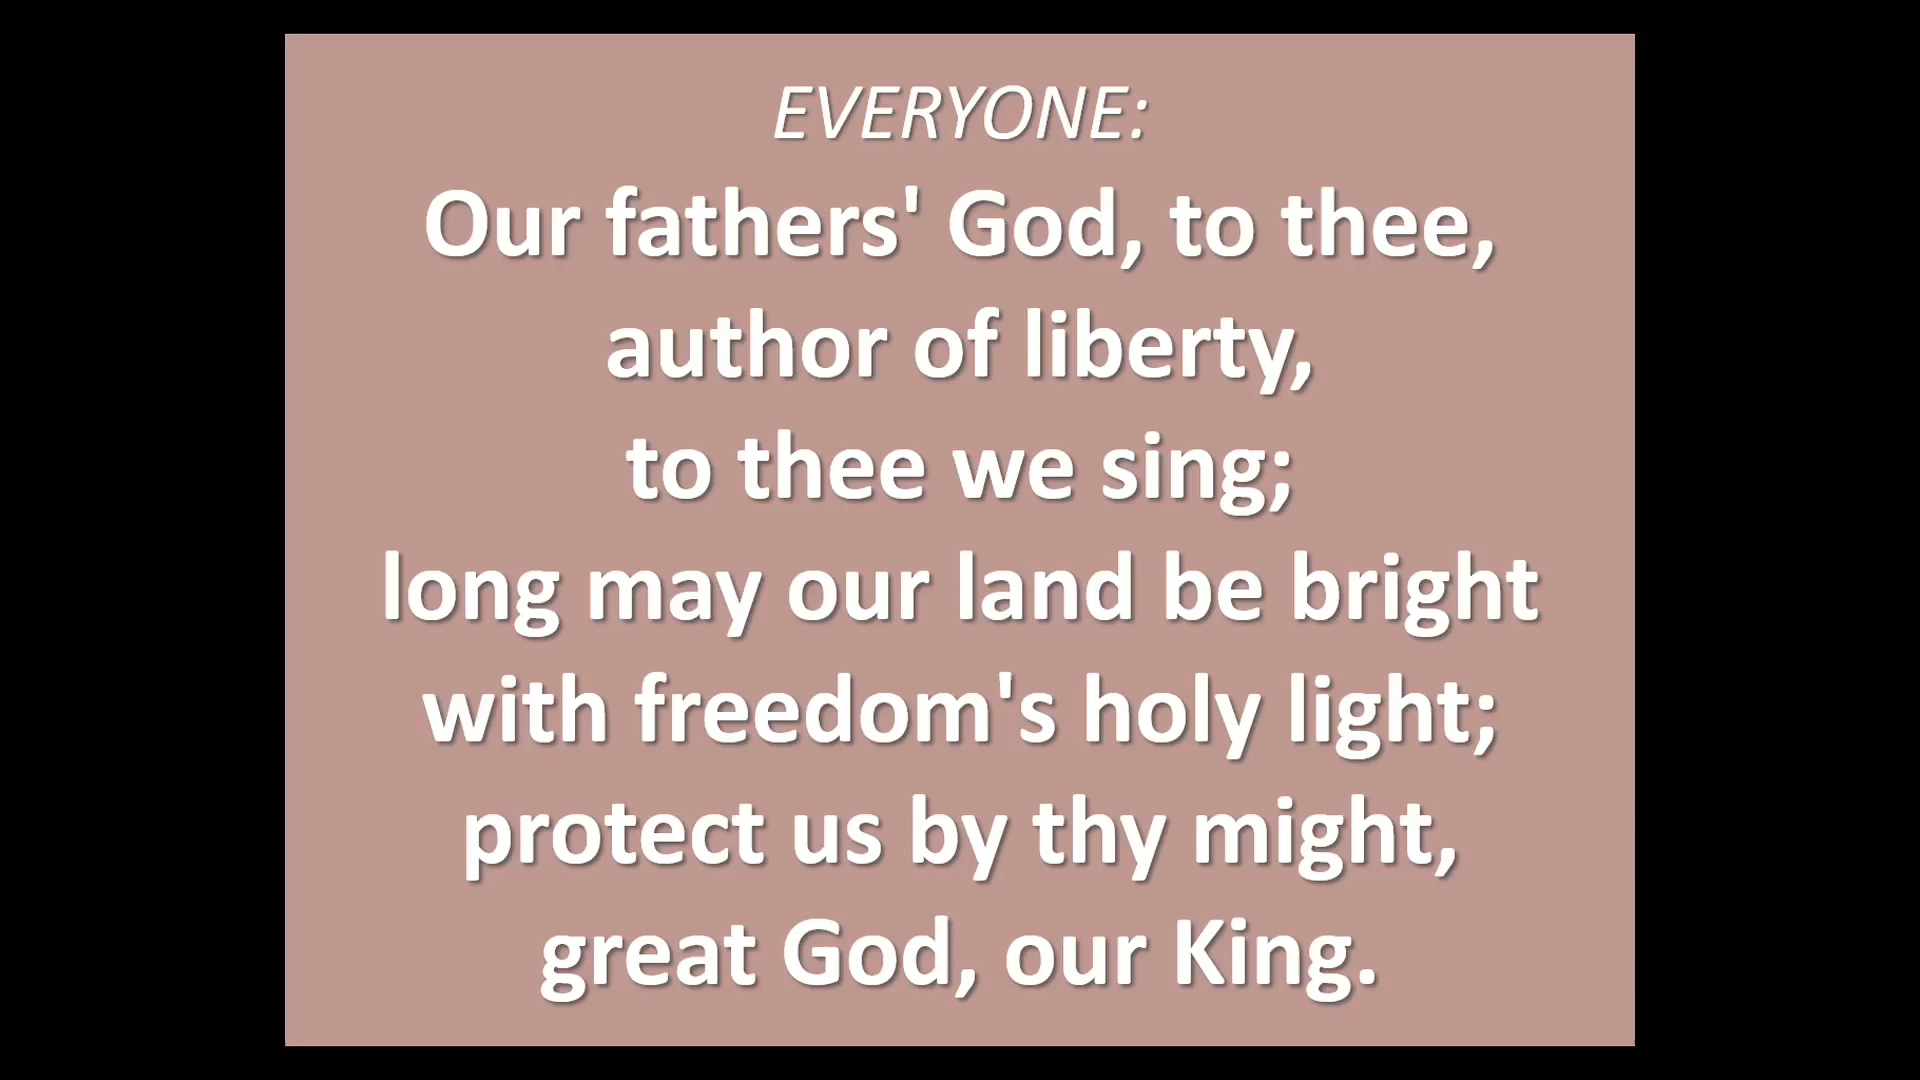 EVERYONE:
Our fathers' God, to thee,
author of liberty,
to thee we sing;
long may our land be bright
with freedom's holy light;
protect us by thy might,
great God, our King.